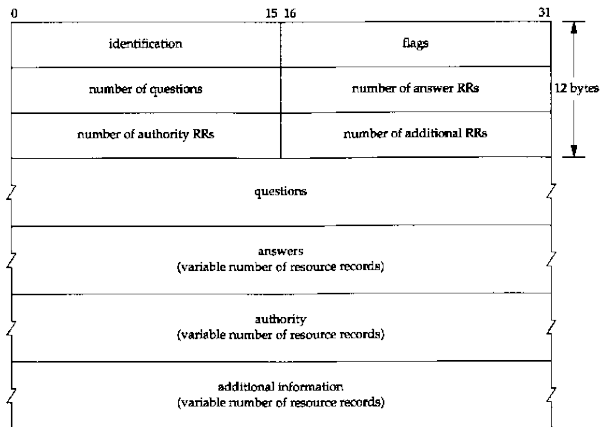 0 15 16 31
identification flags
number of questions number of answer RRs 12 bytes
number of authority RRs number of additional RRs
questions
answers
(variable number of resource records)
authority
(variable number of resource records)
additional information
(variable number of resource records)